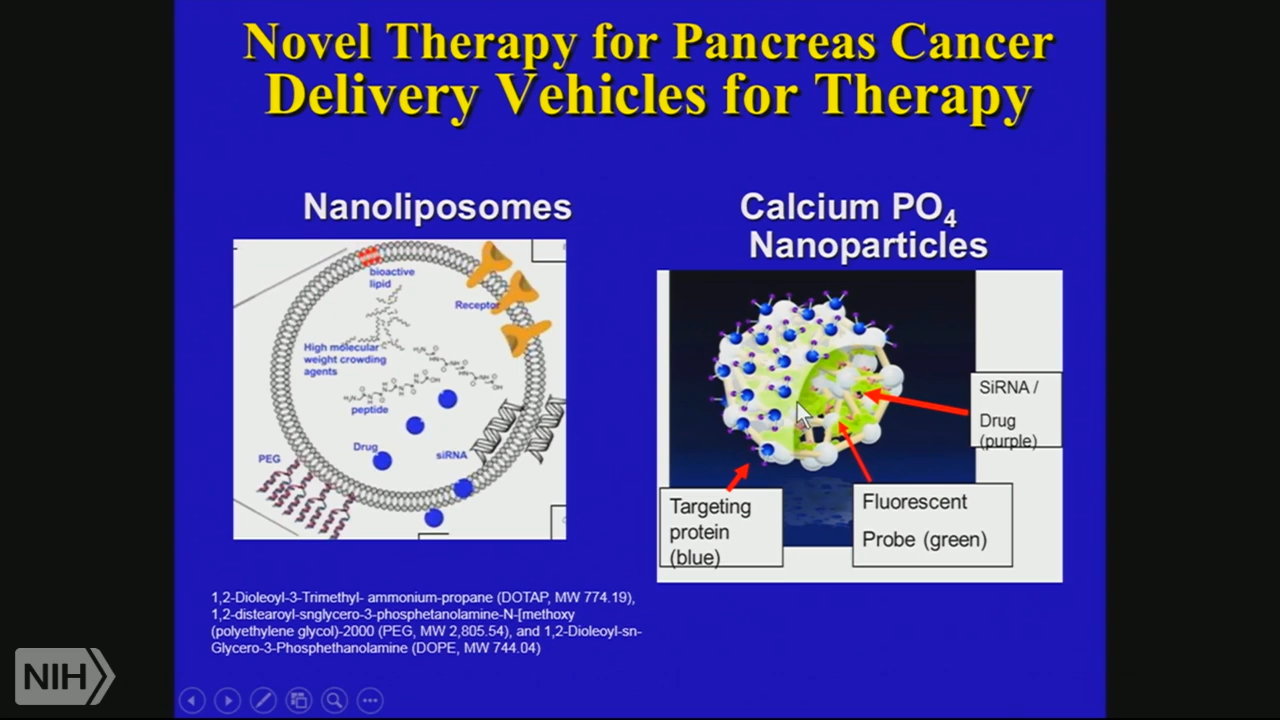 Novel Therapy for Pancreas Cancer
Delivery Vehicles for Therapy
Nanoliposomes
bioactive
lipid
Receptor
High molecular
weight crowding
agents
peptide
Drug
siRNA
PEG
Calcium PO4
Nanoparticles
SiRNA /
Drug
(purple)
Targeting
protein
(blue)
Fluorescent
Probe (green)
1,2-Dioleoyl-3-Trimethyl- ammonium-propane (DOTAP, MW 774.19),
1,2-distearoyl-snglycero-3-phosphetanolamine-N-[methoxy
(polyethylene glycol)-2000 (PEG, MW 2,805.54), and 1,2-Dioleoyl-sn-
Glycero-3-Phosphethanolamine (DOPE, MW 744.04)
NIH